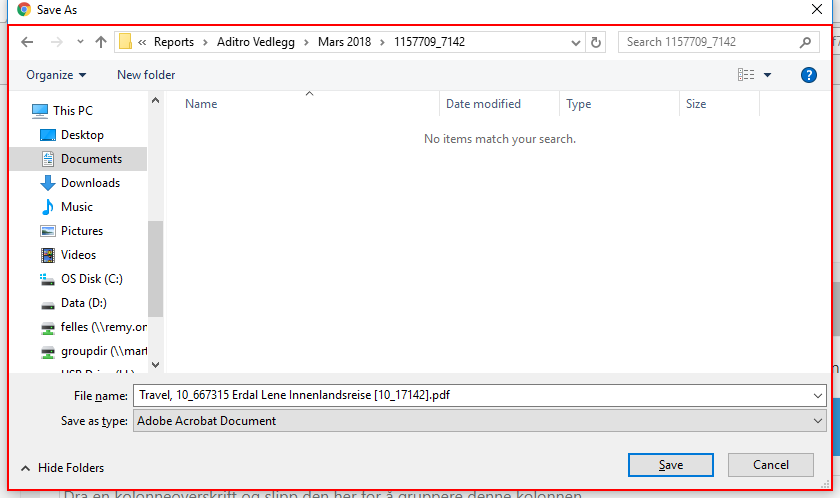 Save As
« Reports > Aditro Vedlegg > Mars 2018 > 1157709_7142
Search 1157709_7142
Organize
New folder
?
Name
Date modified
Type
Size
This PC
Desktop
Documents
Downloads
Music
Pictures
Videos
OS Disk (C:)
Data (D:)
felles (\\remy.on
groupdir (\\mart
No items match your search.
File name: Travel, 10_667315 Erdal Lene Innenlandsreise [10_17142].pdf
Save as type: Adobe Acrobat Document
Hide Folders
Save
Cancel
Dra en kolonneoverskrift og slipp den her for å gruppere denne kolonnen